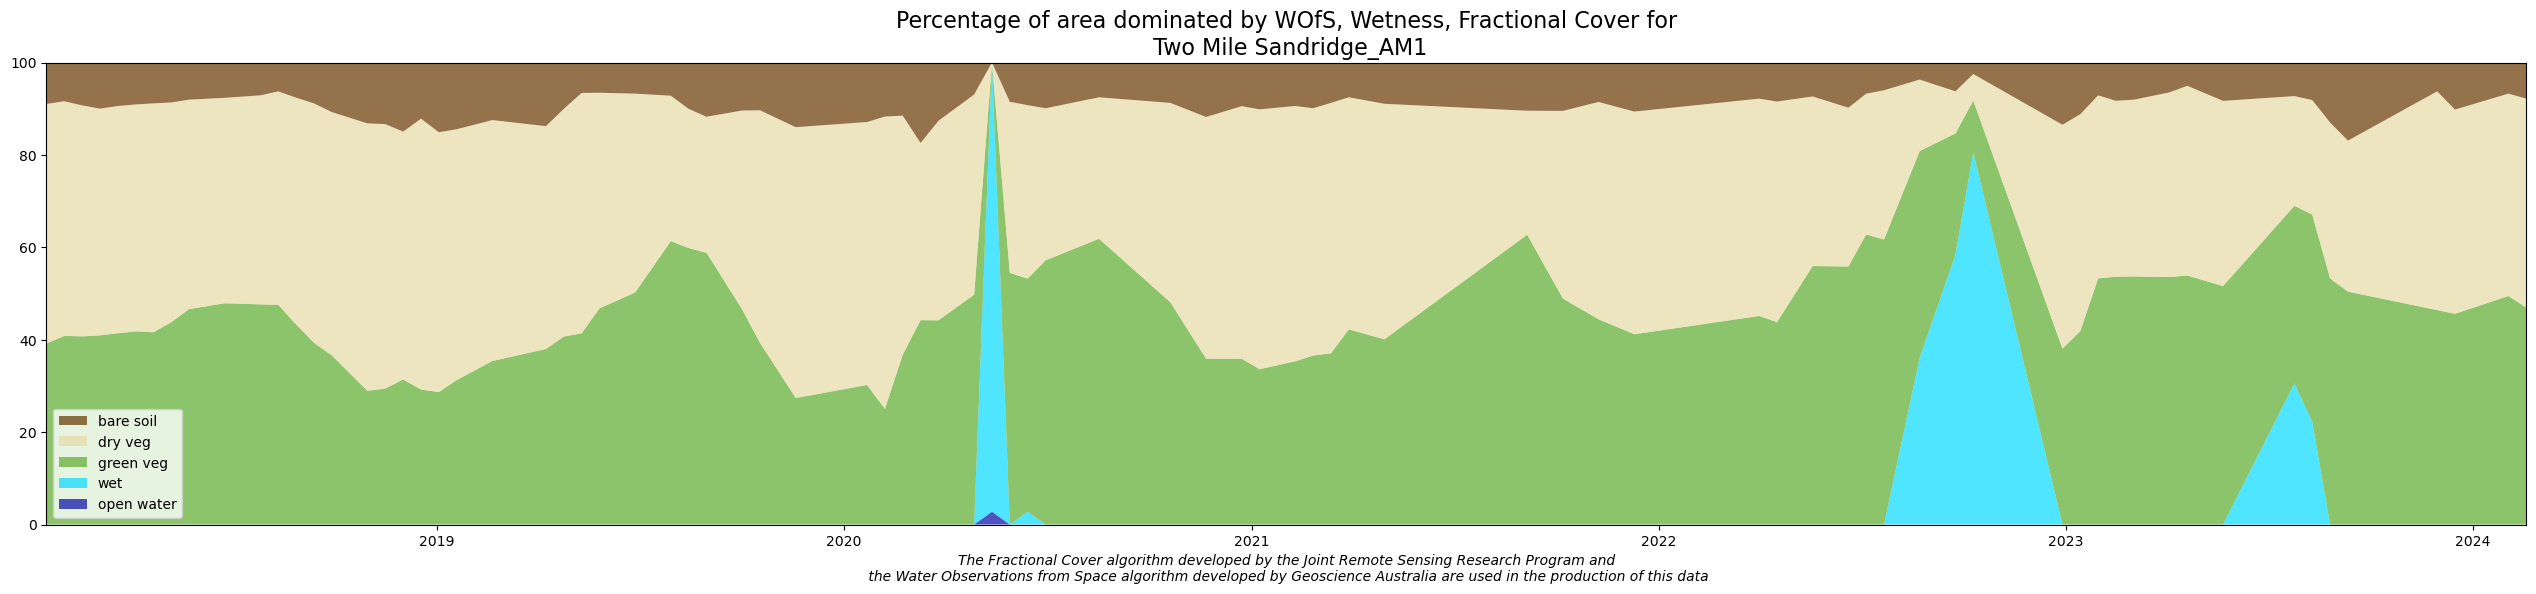 Percentage of area dominated by WOfS, Wetness, Fractional Cover for
Two Mile Sandridge_AM1
100
80
60
40
20
0
bare soil
dry veg
green veg
wet
open water
2019
2020
2021
2022
2023
2024
The Fractional Cover algorithm developed by the Joint Remote Sensing Research Program and
the Water Observations from Space algorithm developed by Geoscience Australia are used in the production of this data